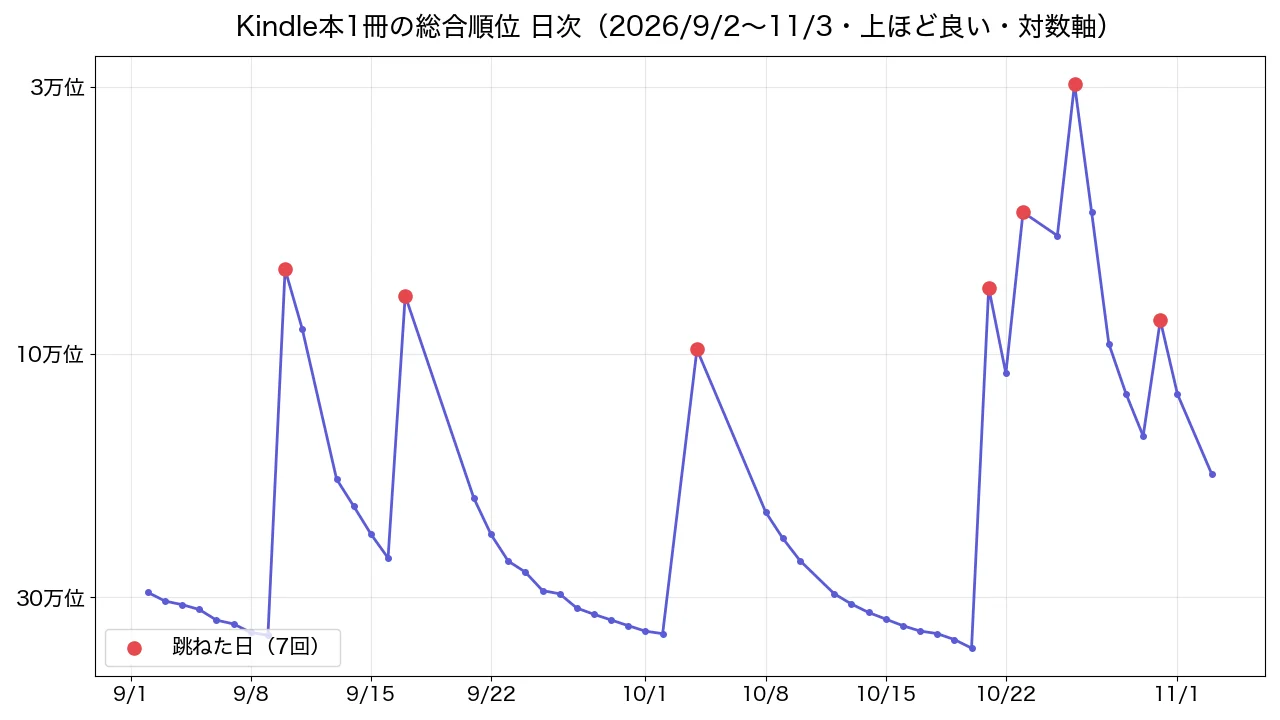 Kindle本1冊の総合順位 日次（2026/9/2～11/3・上ほど良い・対数軸）
3万位
10万位
30万位
跳ねた日（7回）
9/1
9/8
9/15
9/22
10/1
10/8
10/15
10/22
11/1